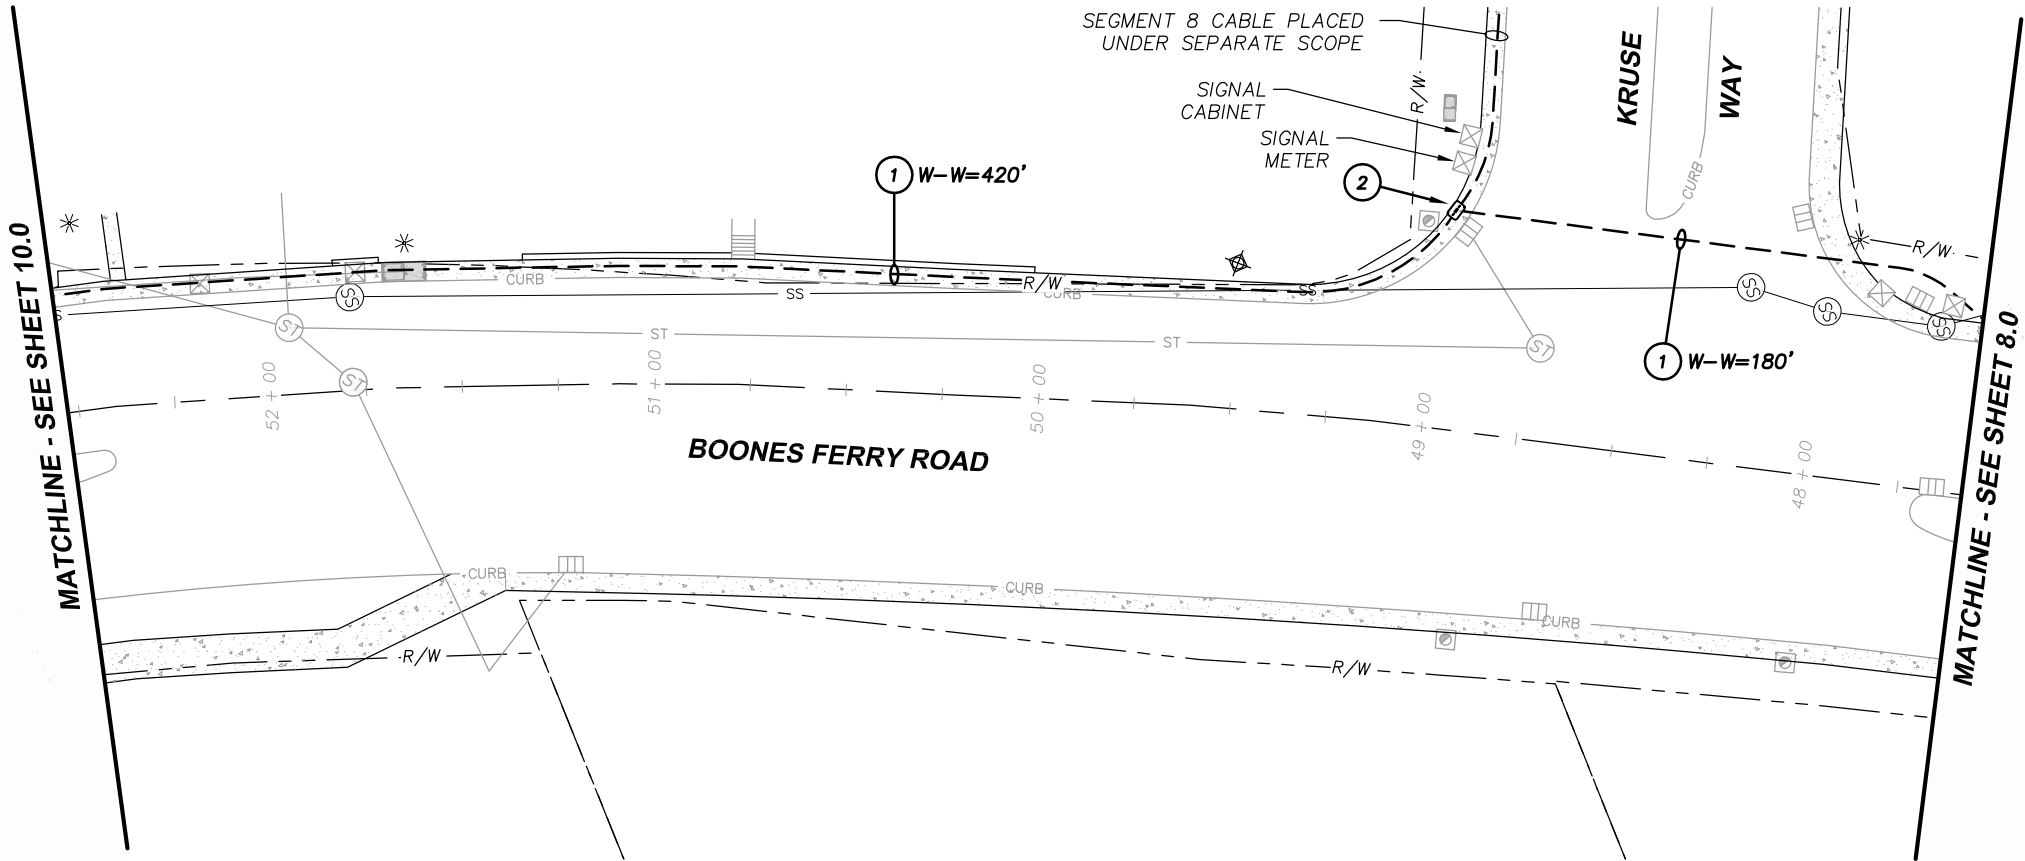 SEGMENT 8 CABLE PLACED
UNDER SEPARATE SCOPE
SIGNAL
CABINET
SIGNAL
METER
R/W
KRUSE
WAY
CURB
1 W-W=420'
2
R/W
MATCHLINE - SEE SHEET 10.0
CURB
R/W
CURB
SS
SS
SS
SS
SS
SS
S
ST
ST
ST
ST
ST
1 W-W=180'
52 + 00
51 + 00
50 + 00
49 + 00
48 + 00
BOONES FERRY ROAD
MATCHLINE - SEE SHEET 8.0
CURB
CURB
CURB
R/W
R/W